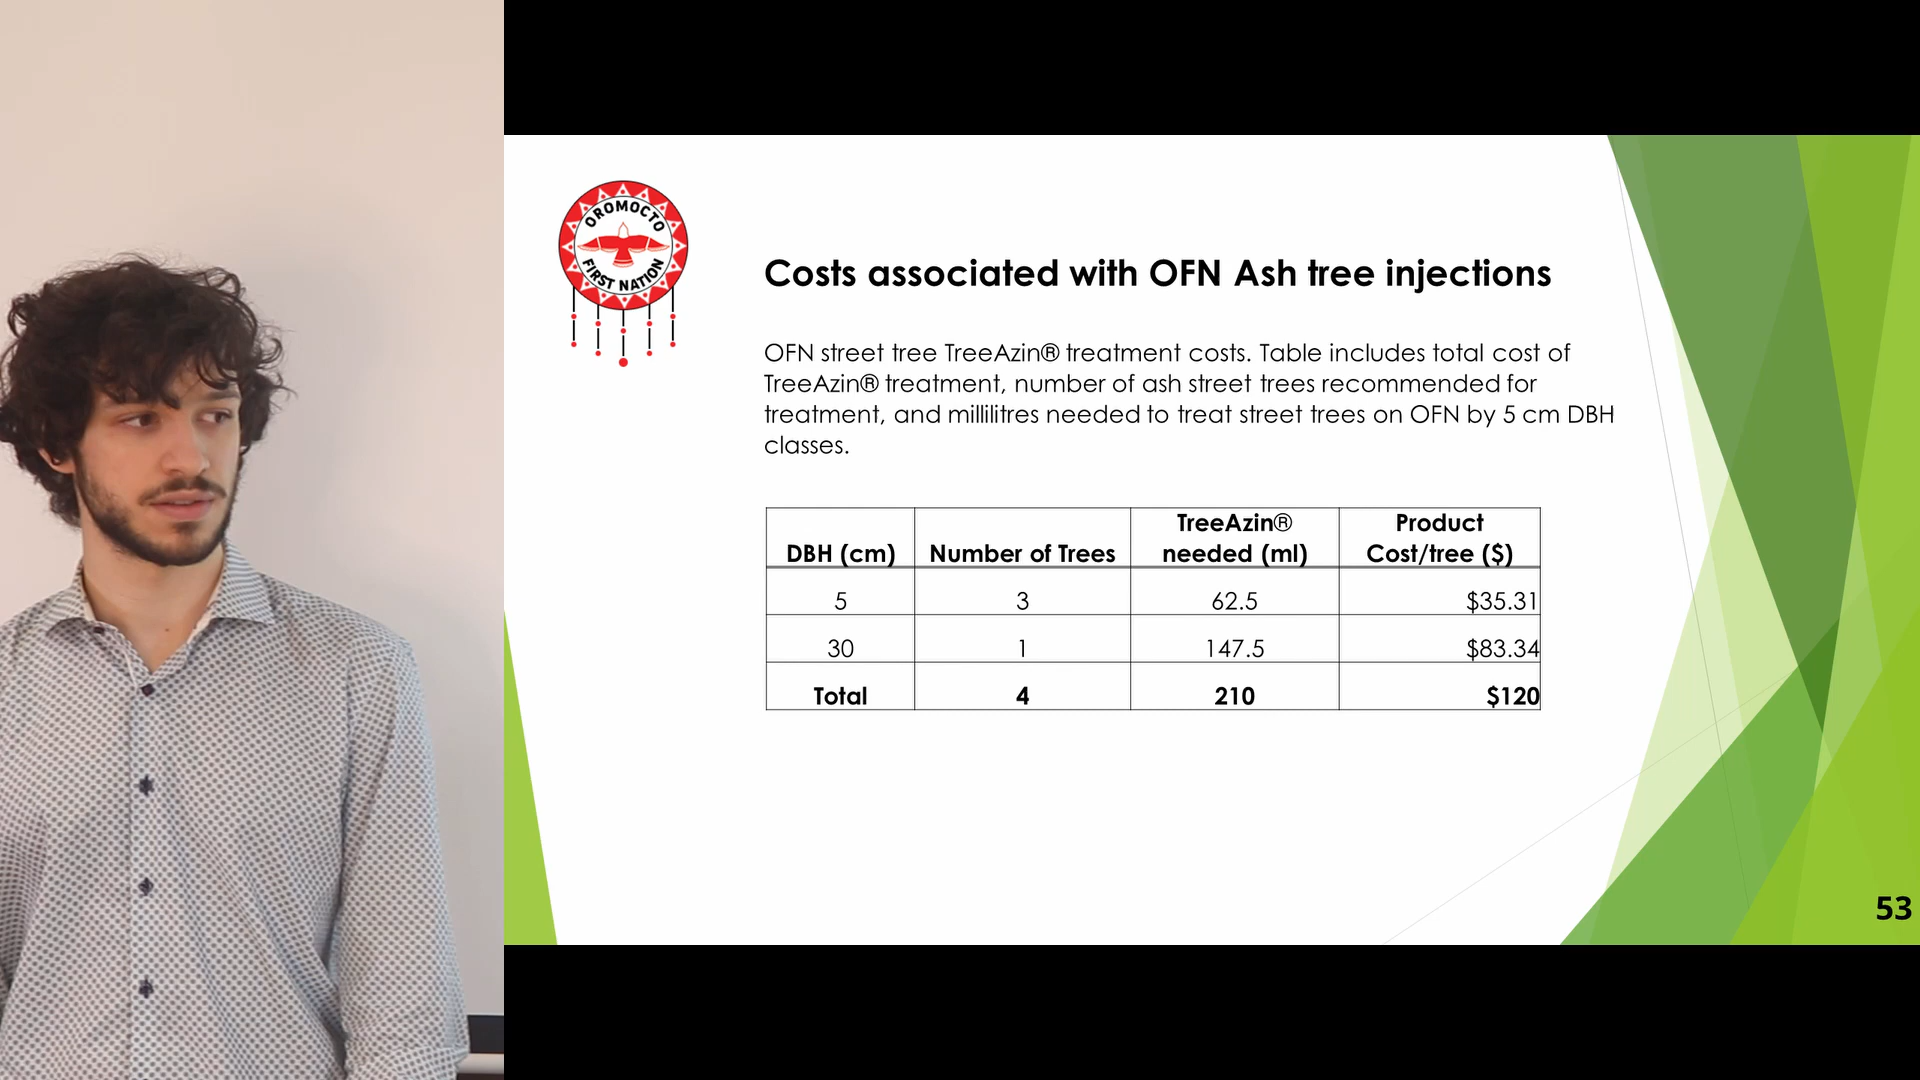 OROMOCTO
FIRST NATION
Costs associated with OFN Ash tree injections
OFN street tree TreeAzin® treatment costs. Table includes total cost of
TreeAzin® treatment, number of ash street trees recommended for
treatment, and millilitres needed to treat street trees on OFN by 5 cm DBH
classes.
DBH (cm) Number of Trees TreeAzin® needed (ml) Product Cost/tree ($)
5 3 62.5 $35.31
30 1 147.5 $83.34
Total 4 210 $120
53